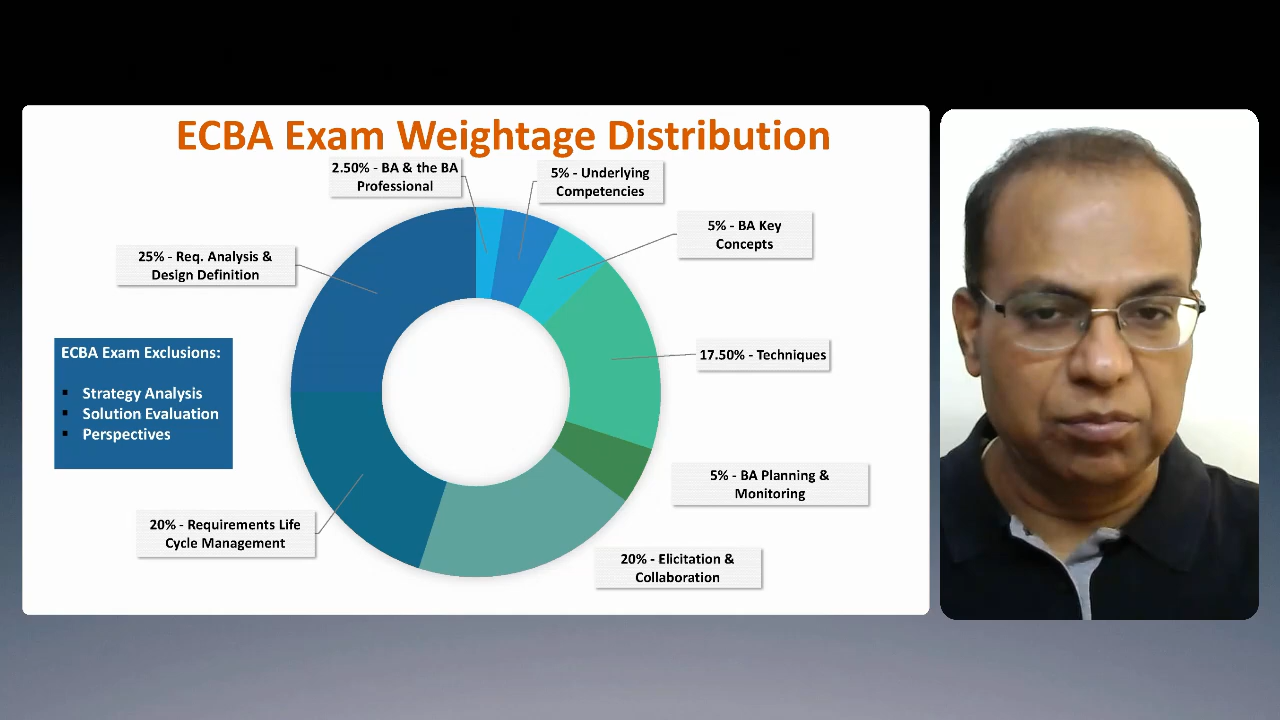 ECBA Exam Weightage Distribution
2.50% - BA & the BA
Professional
5% - Underlying
Competencies
5% - BA Key
Concepts
25% - Req. Analysis &
Design Definition
17.50% - Techniques
ECBA Exam Exclusions:
▪ Strategy Analysis
▪ Solution Evaluation
▪ Perspectives
5% - BA Planning &
Monitoring
20% - Requirements Life
Cycle Management
20% - Elicitation &
Collaboration